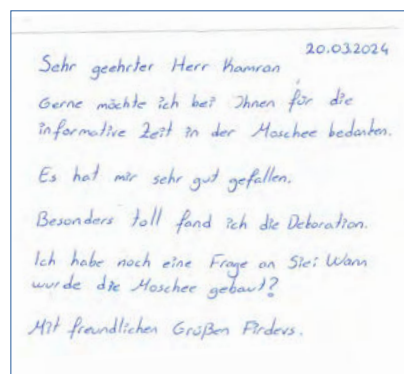 20.03.2024
Sehr geehrter Herr Kamran
Gerne möchte ich bei Ihnen für die
informative Zeit in der Moschee bedanken.
Es hat mir sehr gut gefallen.
Besonders toll fand ich die Dekoration.
Ich habe noch eine Frage an Sie: Wann
wurde die Moschee gebaut?
Mit freundlichen Grüßen Firdevs.